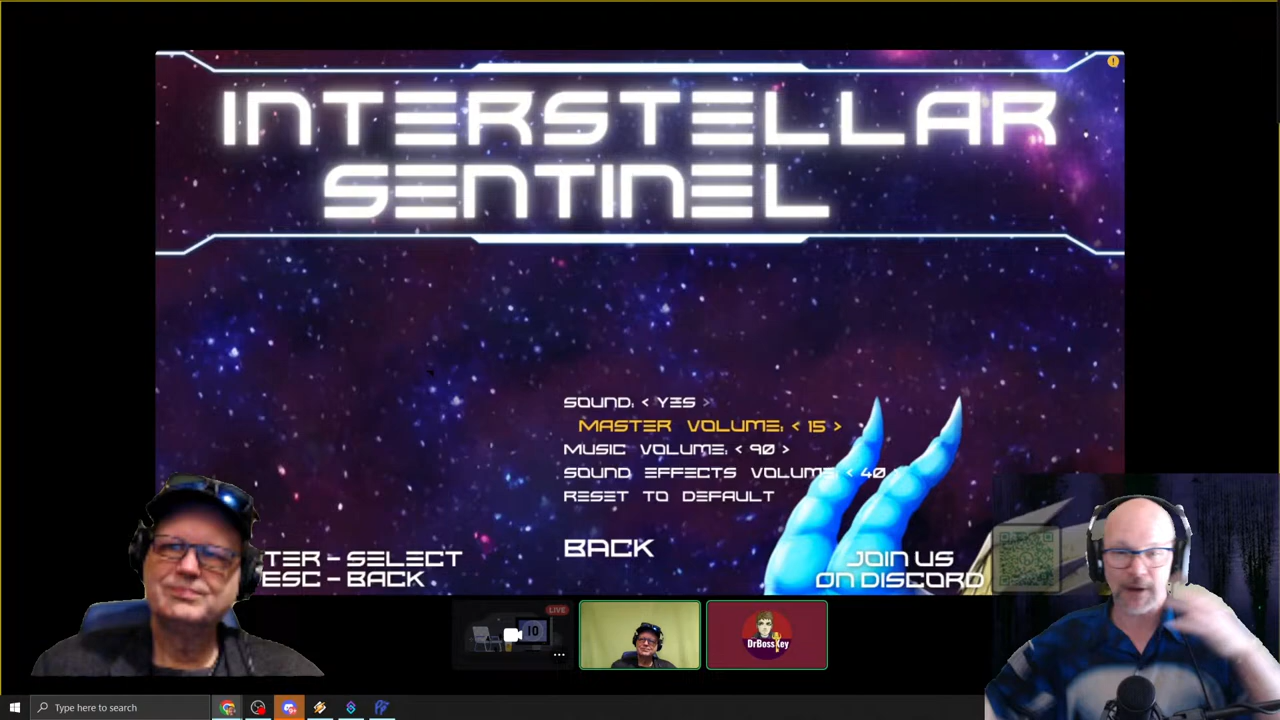 INTERSTELLAR
SENTINEL
SOUND: < YES >
MASTER VOLUME: < 15 >
MUSIC VOLUME: < 90 >
SOUND EFFECTS VOLUME: < 40
RESET TO DEFAULT
BACK
TER - SELECT
ESC - BACK
JOIN US
ON DISCORD
LIVE
10
DrBossKey
Type here to search